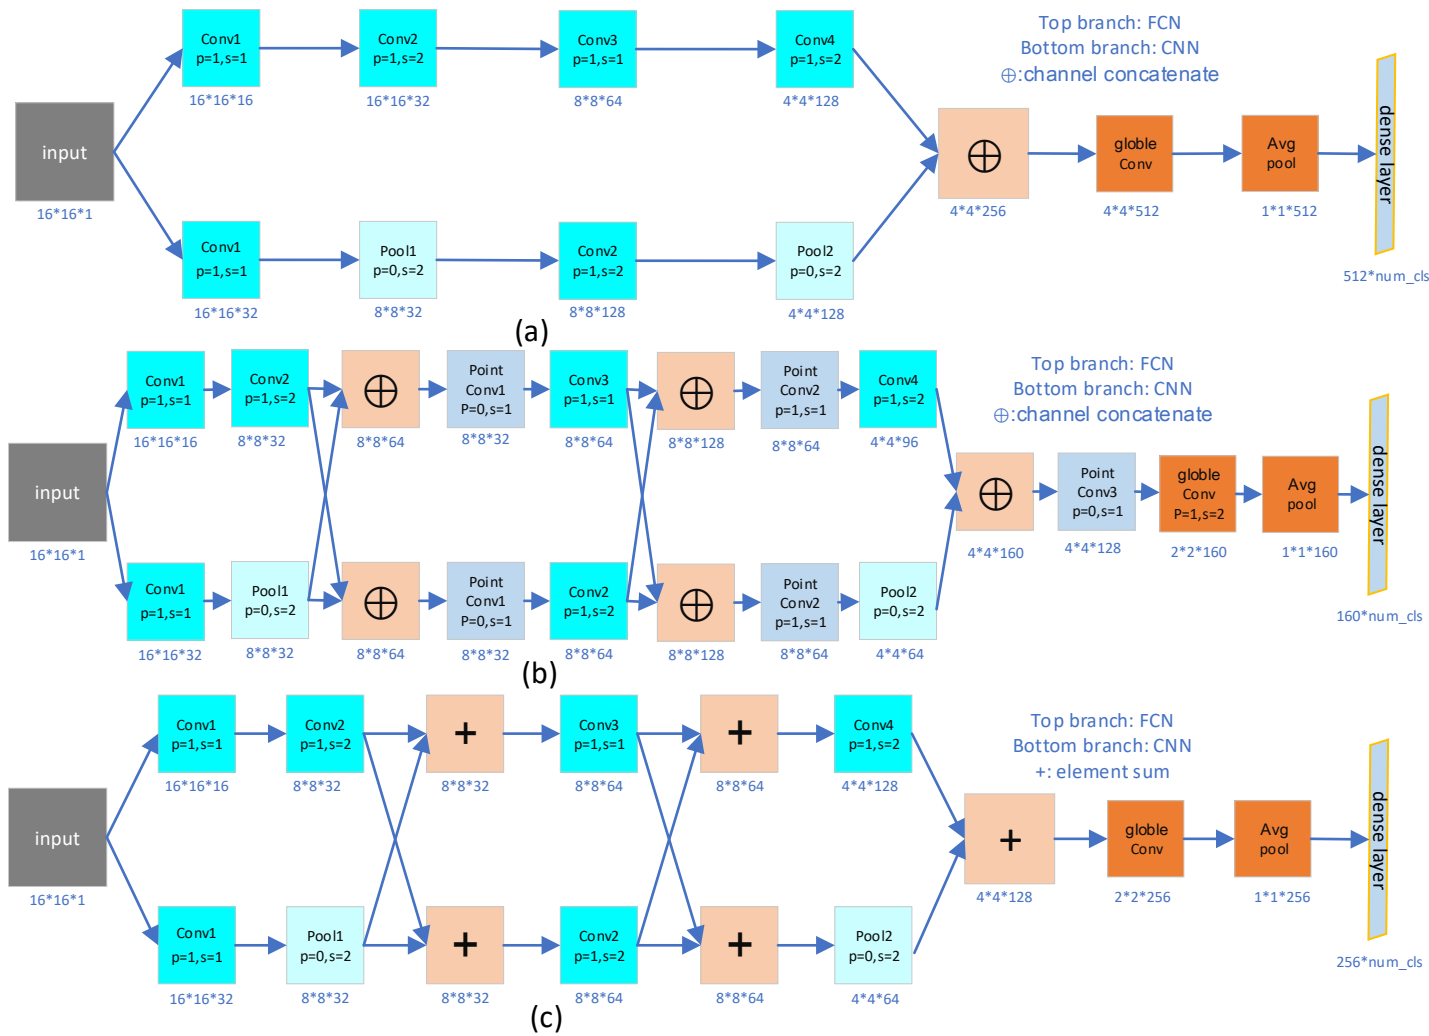 Conv1
p=1,s=1
16*16*16
Conv2
p=1,s=2
16*16*32
Conv3
p=1,s=1
8*8*64
Conv4
p=1,s=2
4*4*128
Top branch: FCN
Bottom branch: CNN
⊕:channel concatenate
input
16*16*1
⊕
4*4*256
globle
Conv
4*4*512
Avg
pool
1*1*512
dense layer
512*num_cls
Conv1
p=1,s=1
16*16*32
Pool1
p=0,s=2
8*8*32
Conv2
p=1,s=2
8*8*128
Pool2
p=0,s=2
4*4*128
(a)
Conv1
p=1,s=1
16*16*16
Conv2
p=1,s=2
8*8*32
⊕
8*8*64
Point
Conv1
P=0,s=1
8*8*32
Conv3
p=1,s=1
8*8*64
⊕
8*8*128
Point
Conv2
p=1,s=1
8*8*64
Conv4
p=1,s=2
4*4*96
Top branch: FCN
Bottom branch: CNN
⊕:channel concatenate
input
16*16*1
⊕
4*4*160
Point
Conv3
p=0,s=1
4*4*128
globle
Conv
P=1,s=2
2*2*160
Avg
pool
1*1*160
dense layer
160*num_cls
Conv1
p=1,s=1
16*16*32
Pool1
p=0,s=2
8*8*32
⊕
8*8*64
Point
Conv1
P=0,s=1
8*8*32
Conv2
p=1,s=2
8*8*64
⊕
8*8*128
Point
Conv2
p=1,s=1
8*8*64
Pool2
p=0,s=2
4*4*64
(b)
Conv1
p=1,s=1
16*16*16
Conv2
p=1,s=2
8*8*32
+
8*8*32
Conv3
p=1,s=1
8*8*64
+
8*8*64
Conv4
p=1,s=2
4*4*128
Top branch: FCN
Bottom branch: CNN
+: element sum
input
16*16*1
+
4*4*128
globle
Conv
2*2*256
Avg
pool
1*1*256
dense layer
256*num_cls
Conv1
p=1,s=1
16*16*32
Pool1
p=0,s=2
8*8*32
+
8*8*32
Conv2
p=1,s=2
8*8*64
+
8*8*64
Pool2
p=0,s=2
4*4*64
(c)